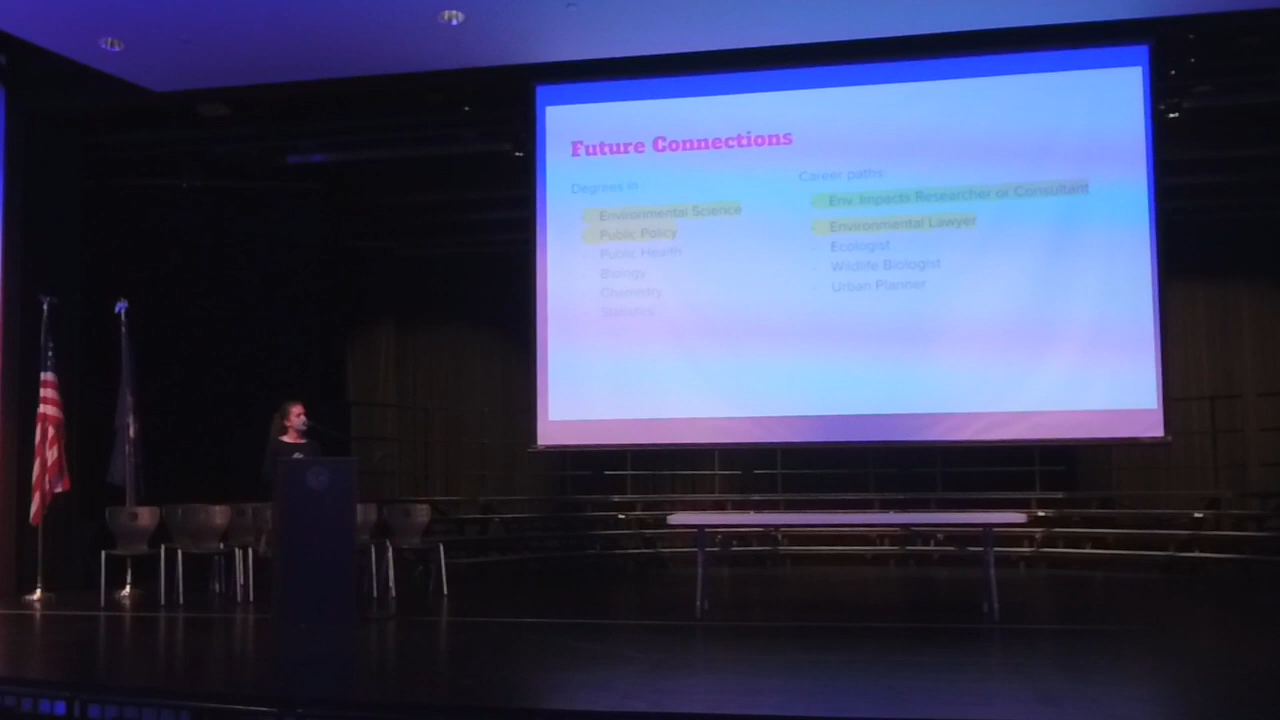 Future Connections
Degrees in
Environmental Science
Public Policy
Public Health
Biology
Chemistry
Statistics
Career paths:
Env. Impacts Researcher or Consultant
Environmental Lawyer
Ecologist
Wildlife Biologist
Urban Planner